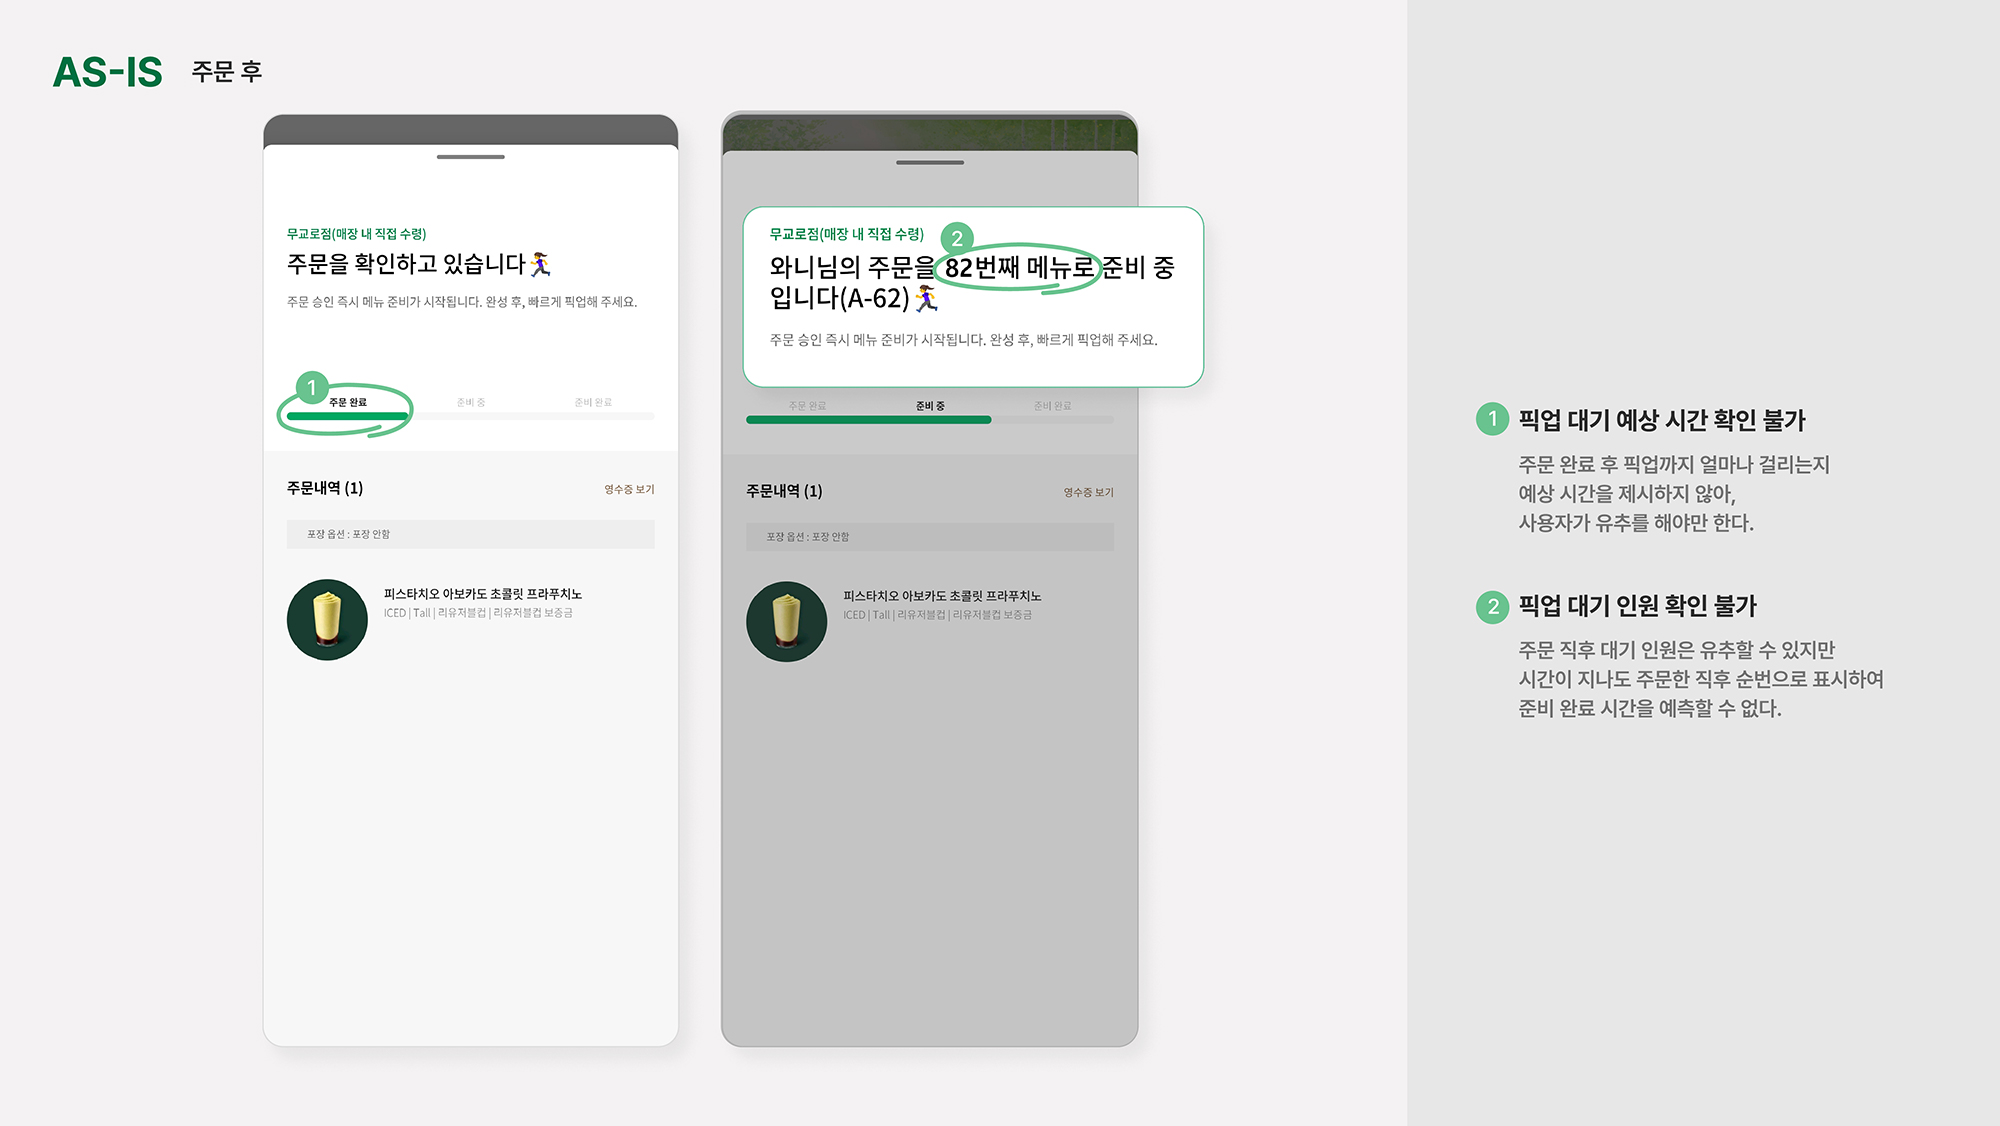 AS-IS 주문 후
무교로점(매장 내 직접 수령)
주문을 확인하고 있습니다🏃‍♀️
주문 승인 즉시 메뉴 준비가 시작됩니다. 완성 후, 빠르게 픽업해 주세요.
1
주문 완료 준비 중 준비 완료
주문내역 (1) 영수증 보기
포장 옵션 : 포장 안함
피스타치오 아보카도 초콜릿 프라푸치노
ICED | Tall | 리유저블컵 | 리유저블컵 보증금
무교로점(매장 내 직접 수령)
2
와니님의 주문을 82번째 메뉴로 준비 중
입니다(A-62)🏃‍♀️
주문 승인 즉시 메뉴 준비가 시작됩니다. 완성 후, 빠르게 픽업해 주세요.
주문 완료 준비 중 준비 완료
주문내역 (1) 영수증 보기
포장 옵션 : 포장 안함
피스타치오 아보카도 초콜릿 프라푸치노
ICED | Tall | 리유저블컵 | 리유저블컵 보증금
1 픽업 대기 예상 시간 확인 불가
주문 완료 후 픽업까지 얼마나 걸리는지
예상 시간을 제시하지 않아,
사용자가 유추를 해야만 한다.
2 픽업 대기 인원 확인 불가
주문 직후 대기 인원은 유추할 수 있지만
시간이 지나도 주문한 직후 순번으로 표시하여
준비 완료 시간을 예측할 수 없다.